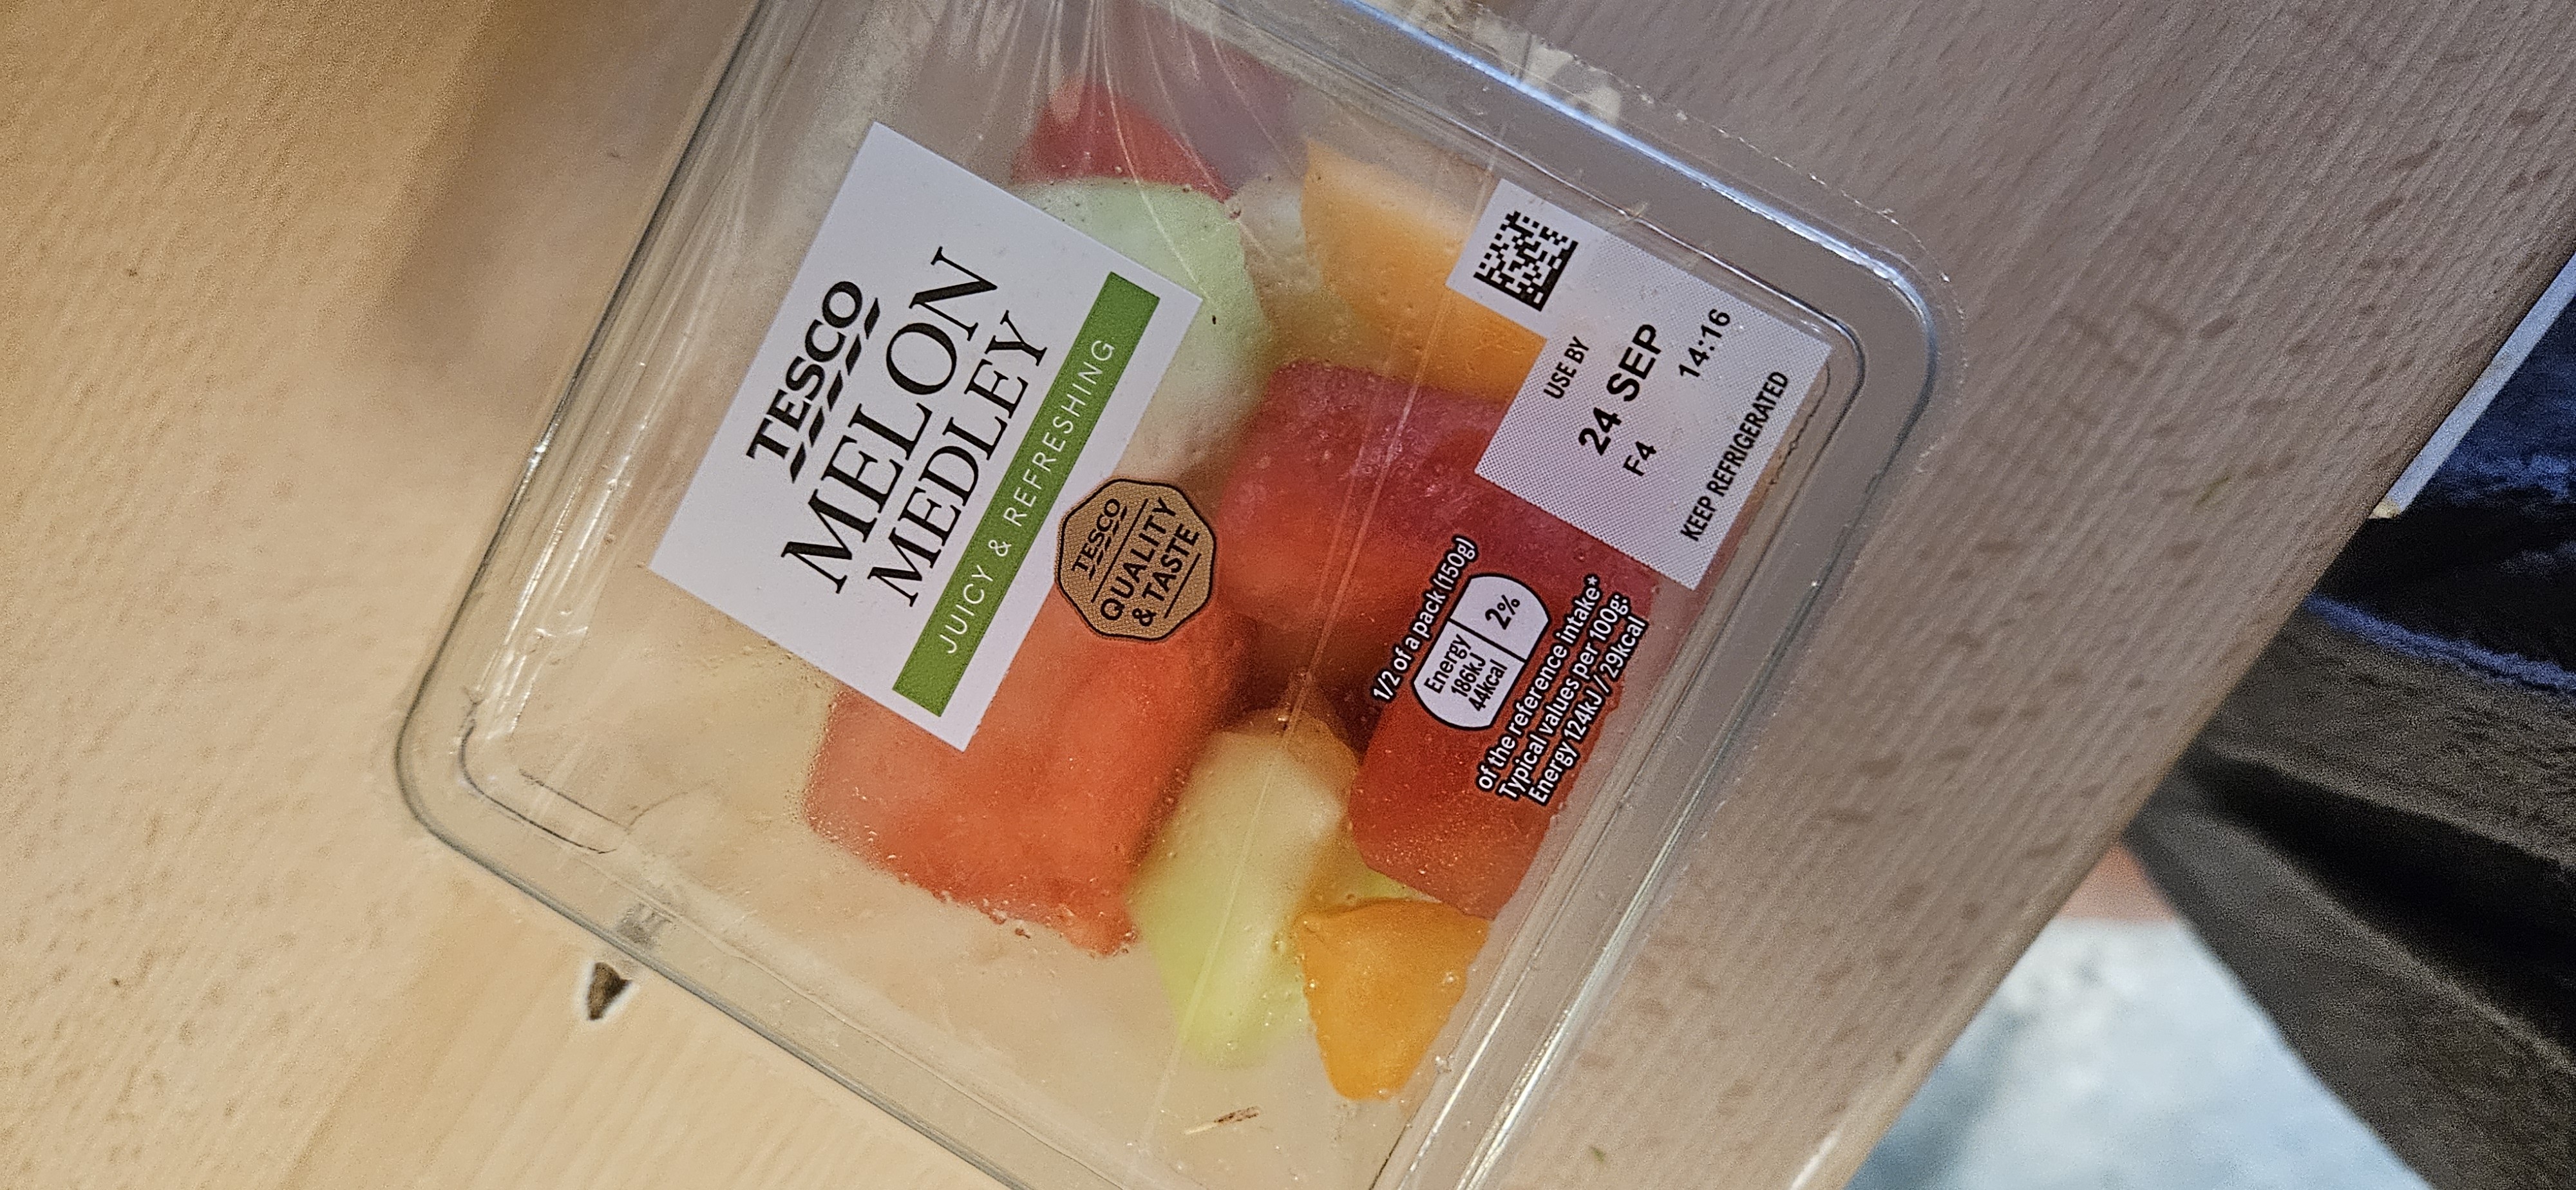 TESCO
MELON
MEDLEY
JUICY & REFRESHING
TESCO
QUALITY
& TASTE
USE BY
24 SEP
F4 14:16
KEEP REFRIGERATED
1/2 of a pack (150g)
Energy
186kJ
44kcal
2%
of the reference intake*
Typical values per 100g:
Energy 124kJ / 29kcal